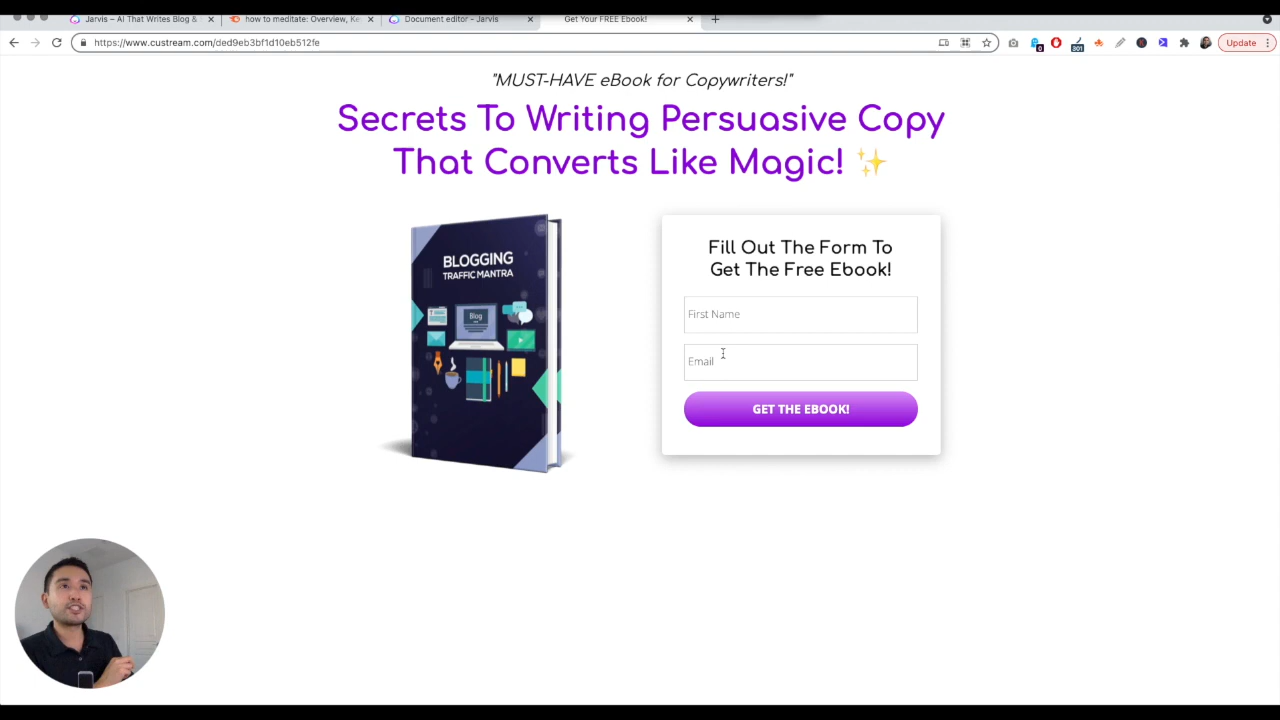 Jarvis – AI That Writes Blog &
how to meditate: Overview, Ke
Document editor - Jarvis
Get Your FREE Ebook!
https://www.custream.com/ded9eb3bf1d10eb512fe
0
301
Update
"MUST-HAVE eBook for Copywriters!"
Secrets To Writing Persuasive Copy
That Converts Like Magic! ✨
BLOGGING
TRAFFIC MANTRA
Blog
Fill Out The Form To
Get The Free Ebook!
First Name
Email
GET THE EBOOK!